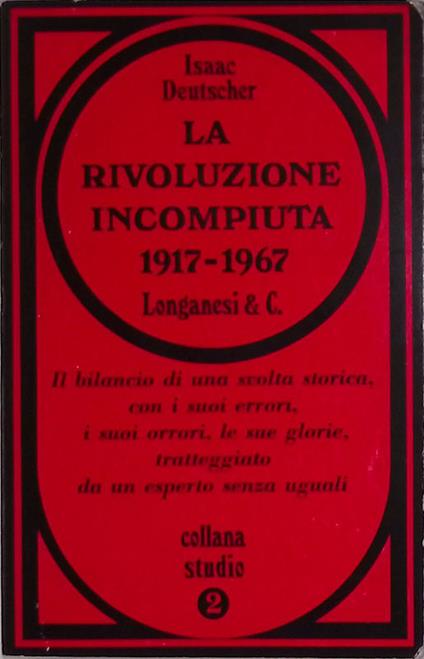 Isaac
Deutscher
LA
RIVOLUZIONE
INCOMPIUTA
1917-1967
Longanesi & C.
Il bilancio di una svolta storica,
con i suoi errori,
i suoi orrori, le sue glorie,
tratteggiato
da un esperto senza uguali
collana
studio
2